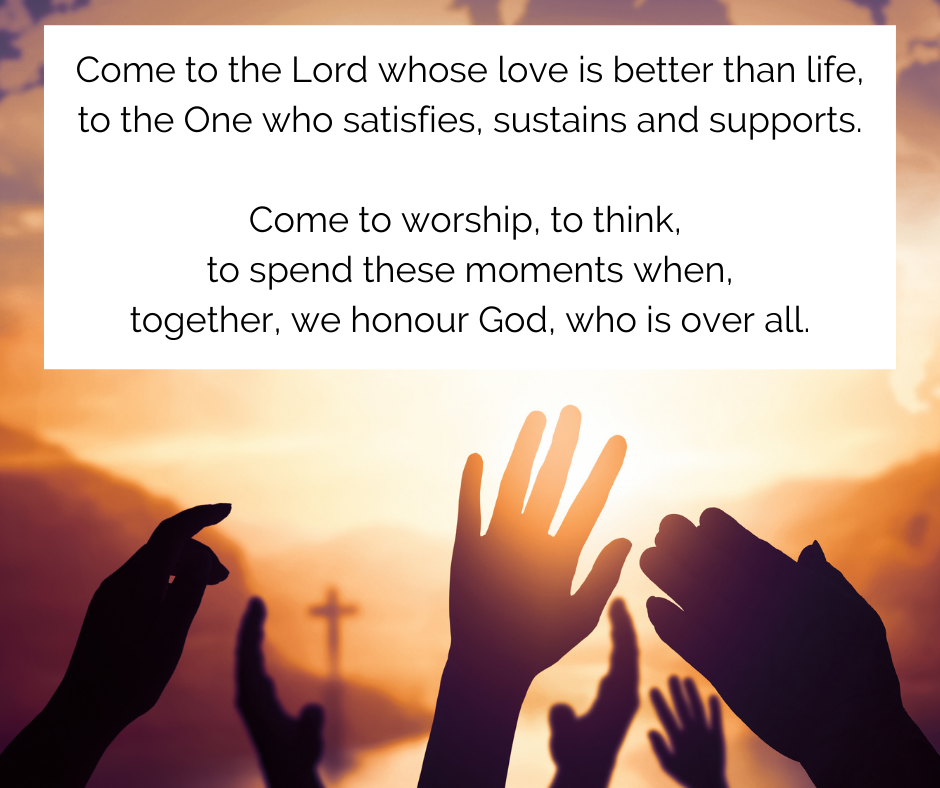 Come to the Lord whose love is better than life,
to the One who satisfies, sustains and supports.
Come to worship, to think,
to spend these moments when,
together, we honour God, who is over all.